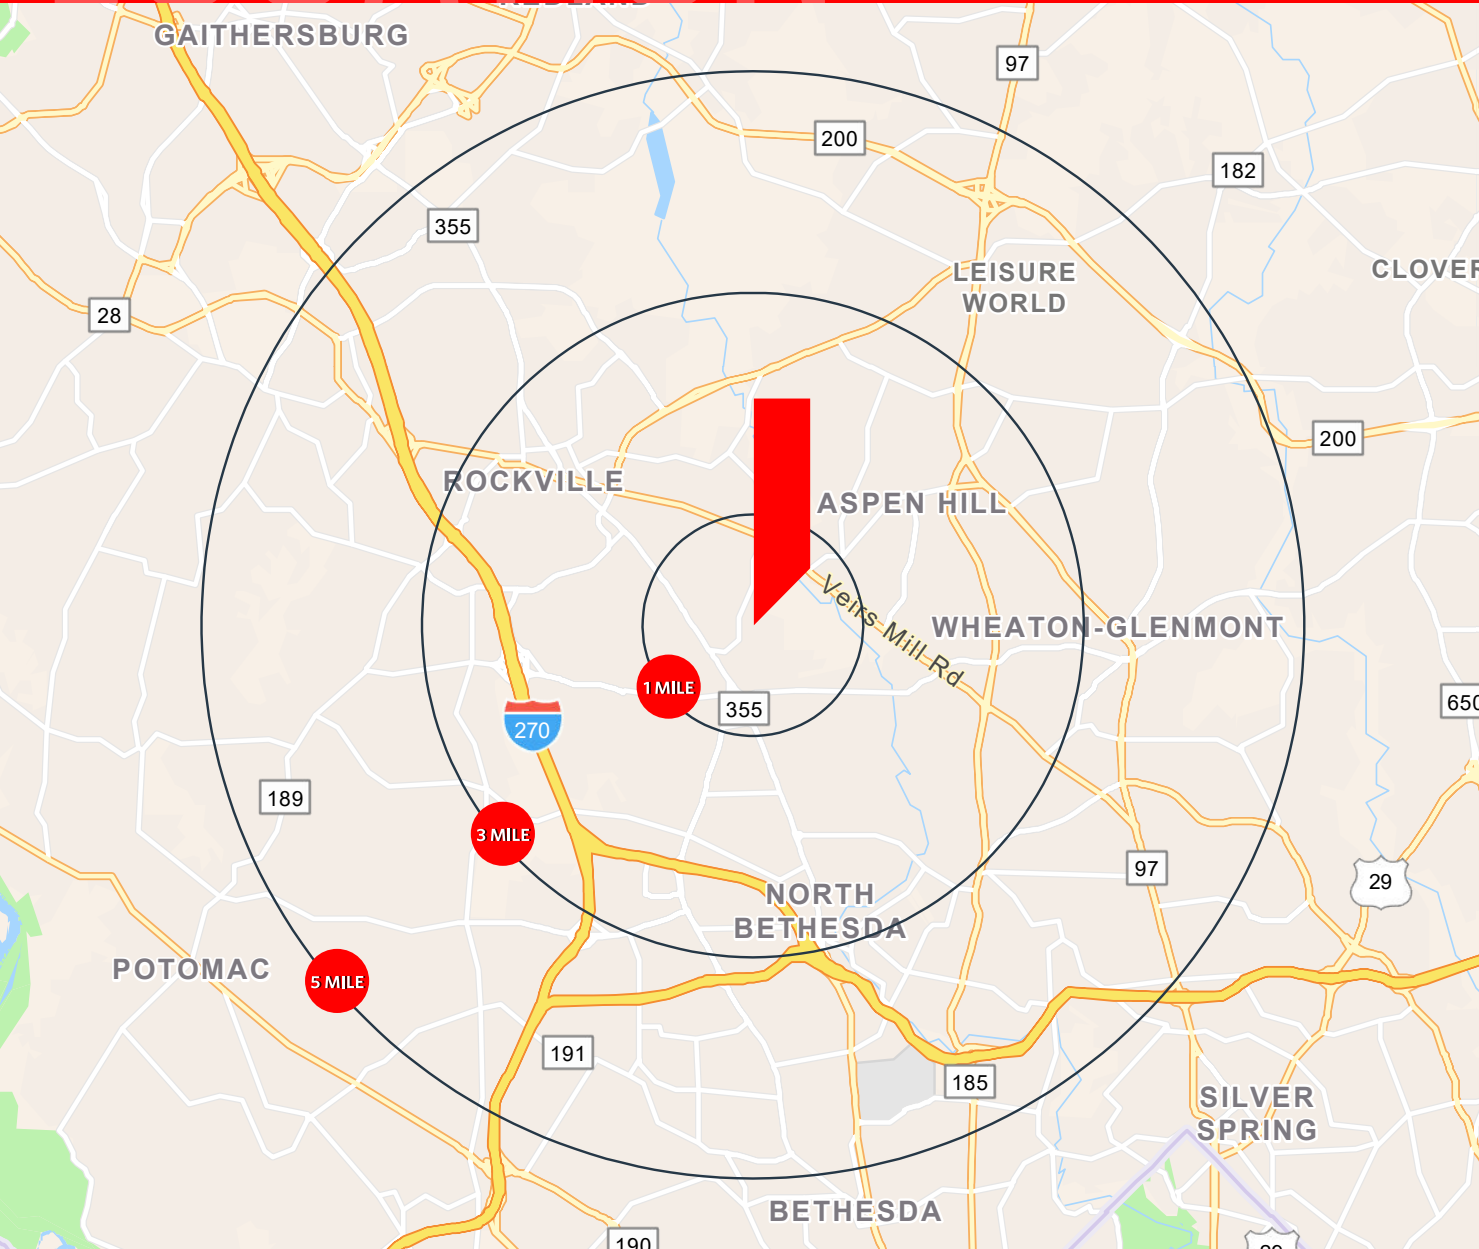 REDLAND
GAITHERSBURG
97
200
182
355
CLOVER
LEISURE
WORLD
28
200
ROCKVILLE
ASPEN HILL
Veirs Mill Rd
WHEATON-GLENMONT
1 MILE
355
650
270
189
3 MILE
97
29
NORTH
BETHESDA
POTOMAC
5 MILE
191
185
SILVER
SPRING
BETHESDA
190
29